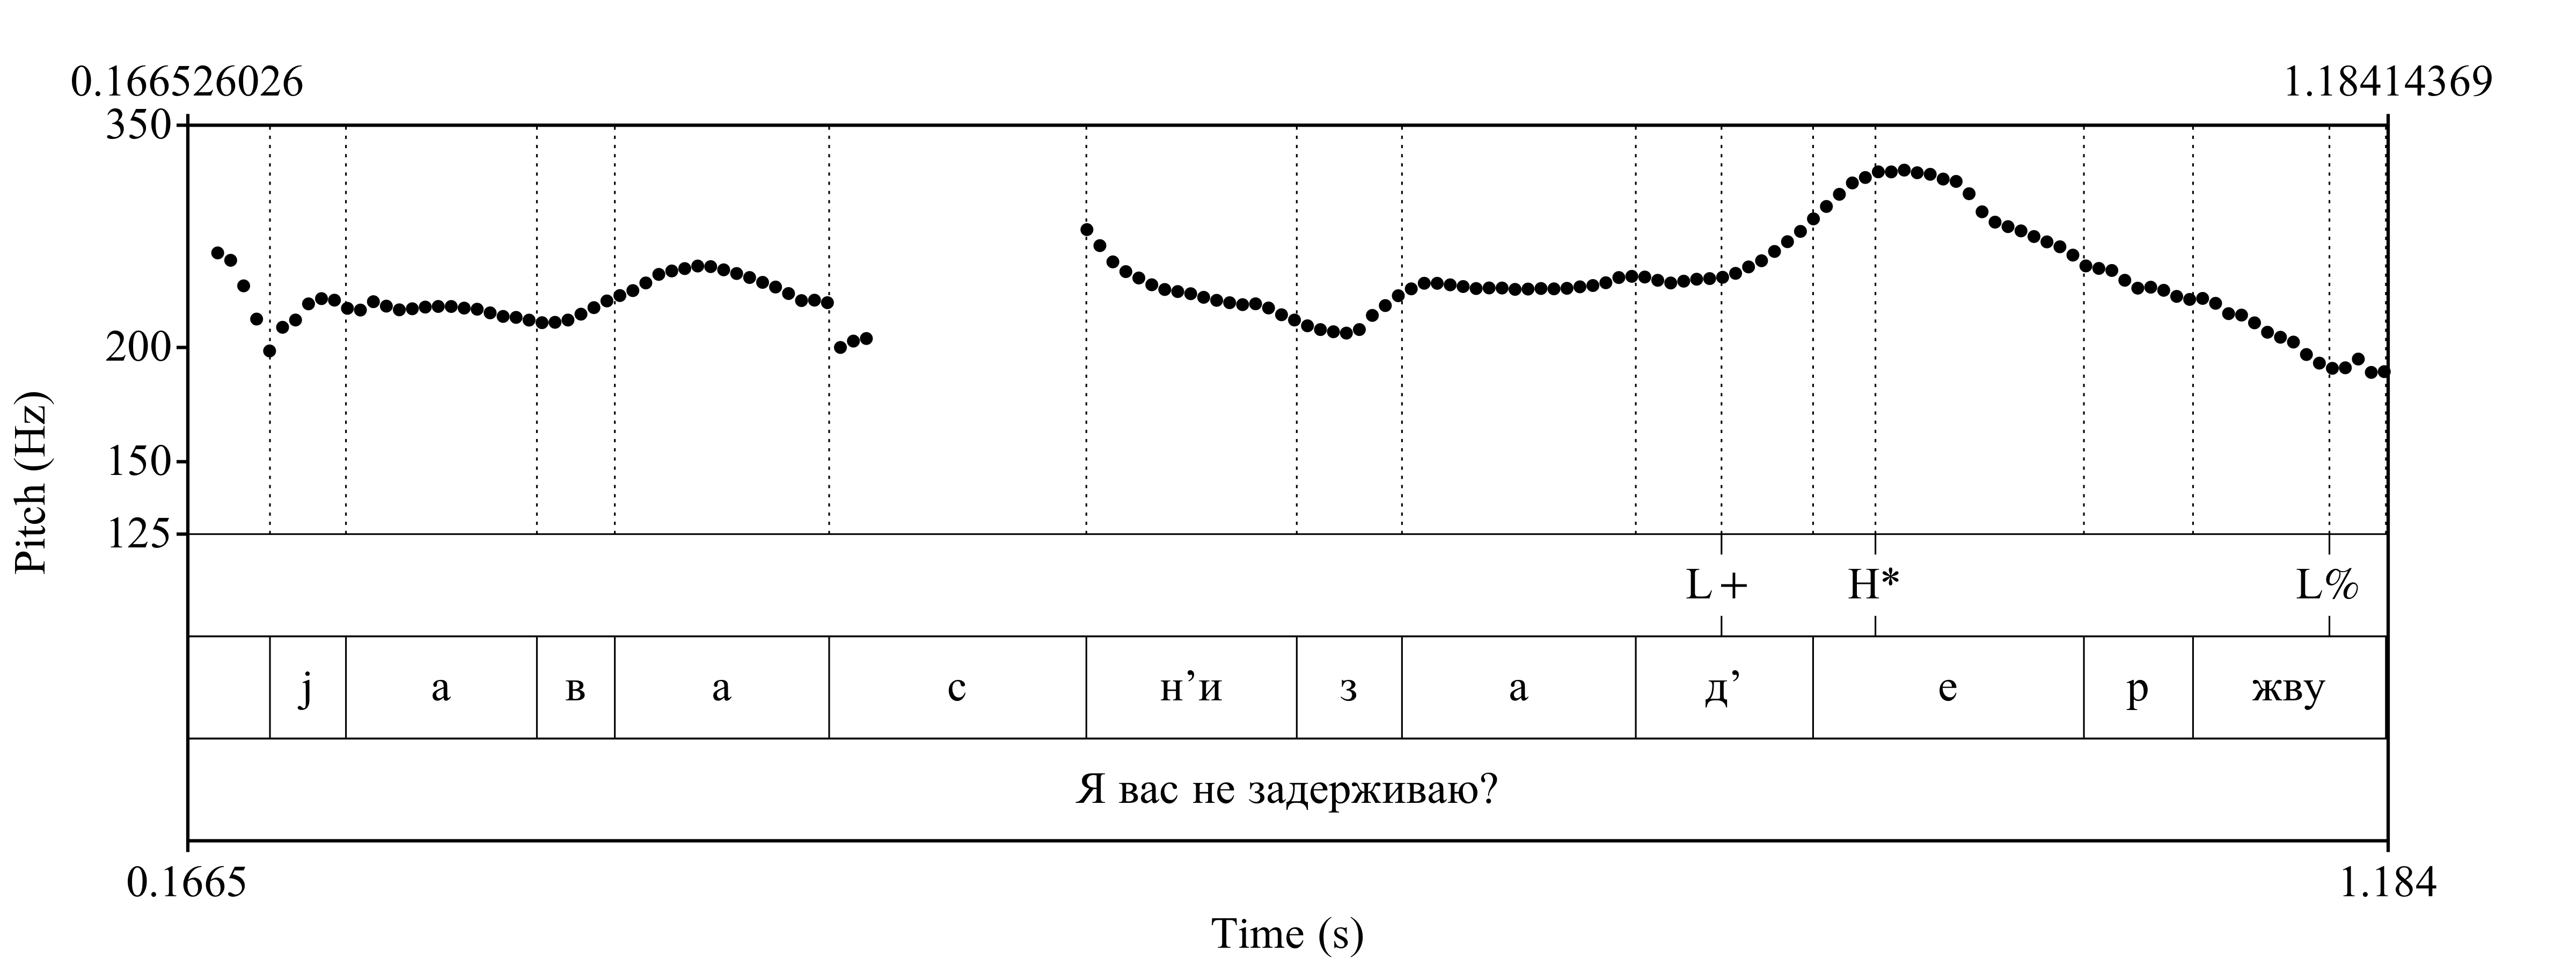 0.166526026 1.18414369
350
200
150
125
Pitch (Hz)
L+ H* L%
j а в а с н’и з а д’ е р жву
Я вас не задерживаю?
0.1665 1.184
Time (s)